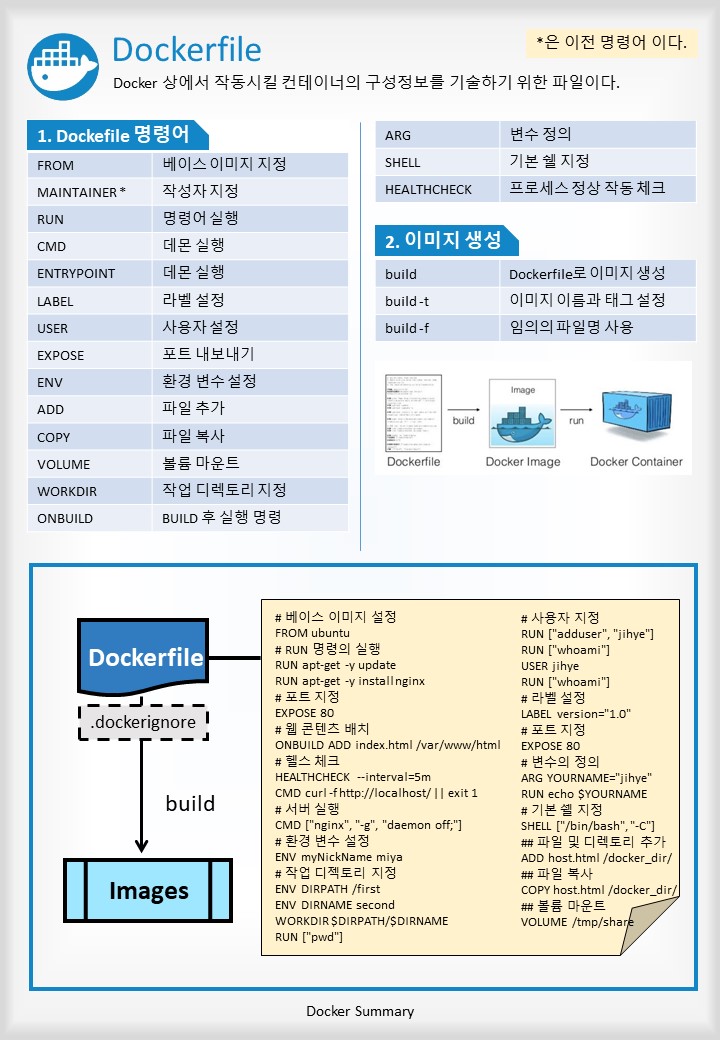 Dockerfile
*은 이전 명령어 이다.
Docker 상에서 작동시킬 컨테이너의 구성정보를 기술하기 위한 파일이다.
1. Dockefile 명령어
FROM 베이스 이미지 지정
MAINTAINER * 작성자 지정
RUN 명령어 실행
CMD 데몬 실행
ENTRYPOINT 데몬 실행
LABEL 라벨 설정
USER 사용자 설정
EXPOSE 포트 내보내기
ENV 환경 변수 설정
ADD 파일 추가
COPY 파일 복사
VOLUME 볼륨 마운트
WORKDIR 작업 디렉토리 지정
ONBUILD BUILD 후 실행 명령
ARG 변수 정의
SHELL 기본 쉘 지정
HEALTHCHECK 프로세스 정상 작동 체크
2. 이미지 생성
build Dockerfile로 이미지 생성
build -t 이미지 이름과 태그 설정
build -f 임의의 파일명 사용
Image
build
run
Dockerfile Docker Image Docker Container
Dockerfile
.dockerignore
build
Images
# 베이스 이미지 설정
FROM ubuntu
# RUN 명령의 실행
RUN apt-get -y update
RUN apt-get -y install nginx
# 포트 지정
EXPOSE 80
# 웹 콘텐츠 배치
ONBUILD ADD index.html /var/www/html
# 헬스 체크
HEALTHCHECK --interval=5m
CMD curl -f http://localhost/ || exit 1
# 서버 실행
CMD ["nginx", "-g", "daemon off;"]
# 환경 변수 설정
ENV myNickName miya
# 작업 디젝토리 지정
ENV DIRPATH /first
ENV DIRNAME second
WORKDIR $DIRPATH/$DIRNAME
RUN ["pwd"]
# 사용자 지정
RUN ["adduser", "jihye"]
RUN ["whoami"]
USER jihye
RUN ["whoami"]
# 라벨 설정
LABEL version="1.0"
# 포트 지정
EXPOSE 80
# 변수의 정의
ARG YOURNAME="jihye"
RUN echo $YOURNAME
# 기본 쉘 지정
SHELL ["/bin/bash", "-C"]
## 파일 및 디렉토리 추가
ADD host.html /docker_dir/
## 파일 복사
COPY host.html /docker_dir/
## 볼륨 마운트
VOLUME /tmp/share
Docker Summary